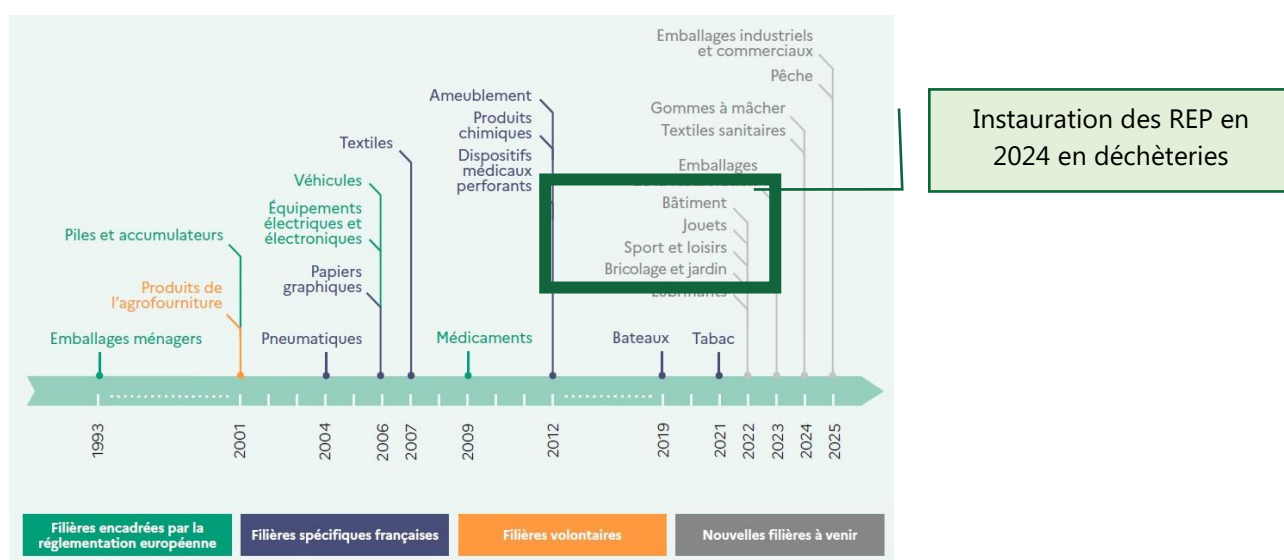 Emballages industriels
et commerciaux
Pêche
Ameublement
Gommes à mâcher
Produits
chimiques
Textiles sanitaires
Textiles
Dispositifs
médicaux
perforants
Emballages
Véhicules
Bâtiment
Équipements
électriques et
électroniques
Jouets
Piles et accumulateurs
Sport et loisirs
Papiers
graphiques
Bricolage et jardin
Produits de
l'agrofourniture
Lubrifiants
Emballages ménagers
Pneumatiques
Médicaments
Bateaux
Tabac
1993
2001
2004
2006
2007
2009
2012
2019
2021
2022
2023
2024
2025
Filières encadrées par la
réglementation européenne
Filières spécifiques françaises
Filières volontaires
Nouvelles filières à venir
Instauration des REP en
2024 en déchèteries